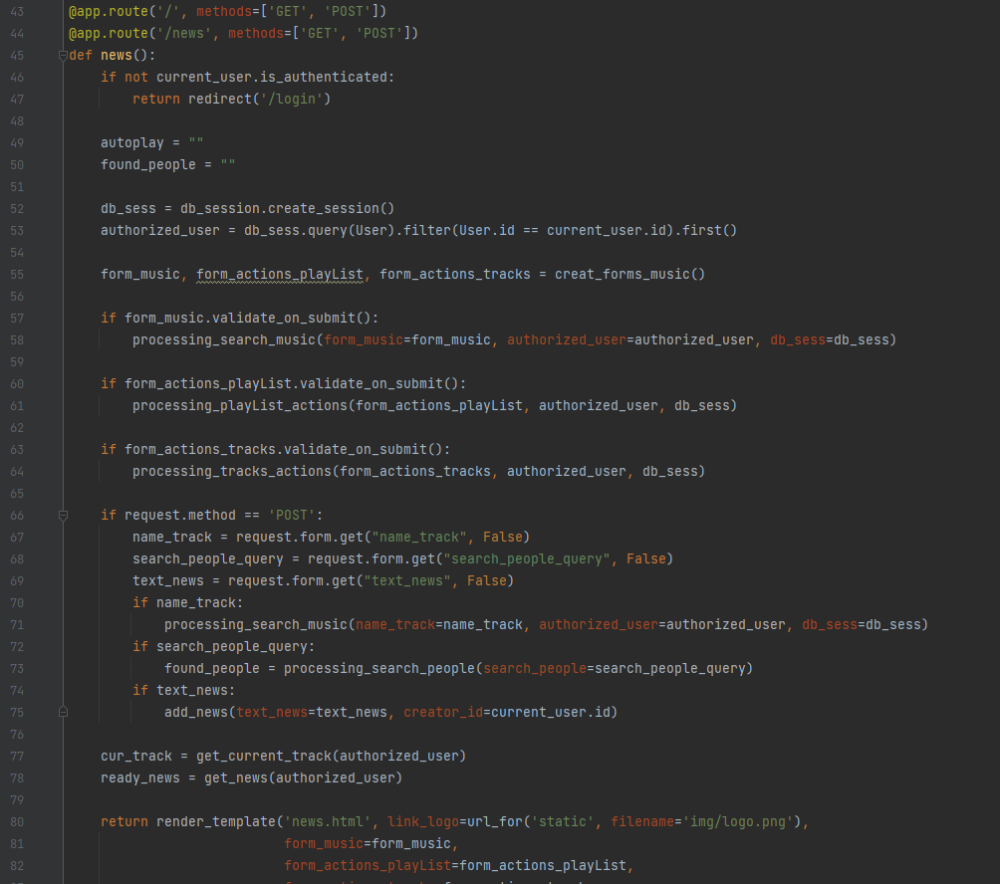 43 @app.route('/', methods=['GET', 'POST'])
44 @app.route('/news', methods=['GET', 'POST'])
45 def news():
46     if not current_user.is_authenticated:
47         return redirect('/login')
48
49     autoplay = ""
50     found_people = ""
51
52     db_sess = db_session.create_session()
53     authorized_user = db_sess.query(User).filter(User.id == current_user.id).first()
54
55     form_music, form_actions_playList, form_actions_tracks = creat_forms_music()
56
57     if form_music.validate_on_submit():
58         processing_search_music(form_music=form_music, authorized_user=authorized_user, db_sess=db_sess)
59
60     if form_actions_playList.validate_on_submit():
61         processing_playList_actions(form_actions_playList, authorized_user, db_sess)
62
63     if form_actions_tracks.validate_on_submit():
64         processing_tracks_actions(form_actions_tracks, authorized_user, db_sess)
65
66     if request.method == 'POST':
67         name_track = request.form.get("name_track", False)
68         search_people_query = request.form.get("search_people_query", False)
69         text_news = request.form.get("text_news", False)
70         if name_track:
71             processing_search_music(name_track=name_track, authorized_user=authorized_user, db_sess=db_sess)
72         if search_people_query:
73             found_people = processing_search_people(search_people=search_people_query)
74         if text_news:
75             add_news(text_news=text_news, creator_id=current_user.id)
76
77     cur_track = get_current_track(authorized_user)
78     ready_news = get_news(authorized_user)
79
80     return render_template('news.html', link_logo=url_for('static', filename='img/logo.png'),
81                            form_music=form_music,
82                            form_actions_playList=form_actions_playList,